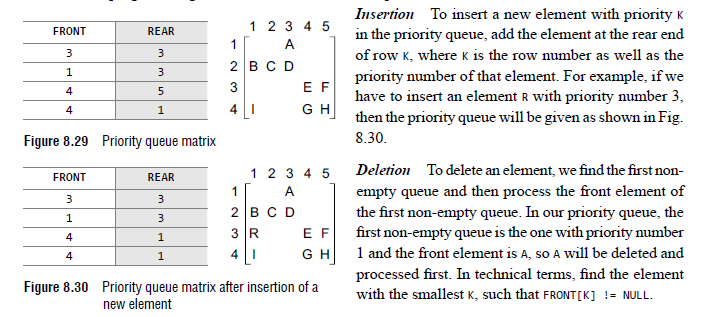 FRONT REAR
3 3
1 3
4 5
4 1
1 2 3 4 5
1 A
2 B C D
3 E F
4 I G H
Figure 8.29 Priority queue matrix
FRONT REAR
3 3
1 3
4 1
4 1
1 2 3 4 5
1 A
2 B C D
3 R E F
4 I G H
Figure 8.30 Priority queue matrix after insertion of a
new element
Insertion To insert a new element with priority K
in the priority queue, add the element at the rear end
of row K, where K is the row number as well as the
priority number of that element. For example, if we
have to insert an element R with priority number 3,
then the priority queue will be given as shown in Fig.
8.30.
Deletion To delete an element, we find the first non-
empty queue and then process the front element of
the first non-empty queue. In our priority queue, the
first non-empty queue is the one with priority number
1 and the front element is A, so A will be deleted and
processed first. In technical terms, find the element
with the smallest K, such that FRONT[K] != NULL.